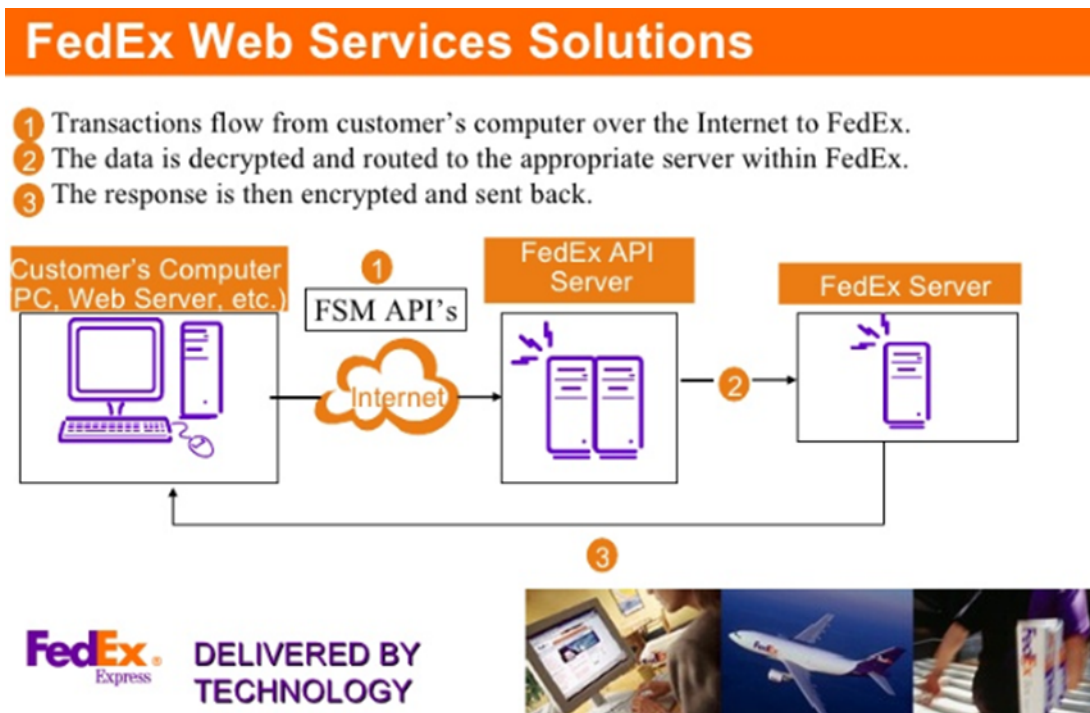 FedEx Web Services Solutions
1 Transactions flow from customer's computer over the Internet to FedEx.
2 The data is decrypted and routed to the appropriate server within FedEx.
3 The response is then encrypted and sent back.
Customer's Computer
(PC, Web Server, etc.)
1
FSM API's
Internet
FedEx API
Server
2
FedEx Server
3
FedEx®
Express
DELIVERED BY
TECHNOLOGY
FedEx
FedEx